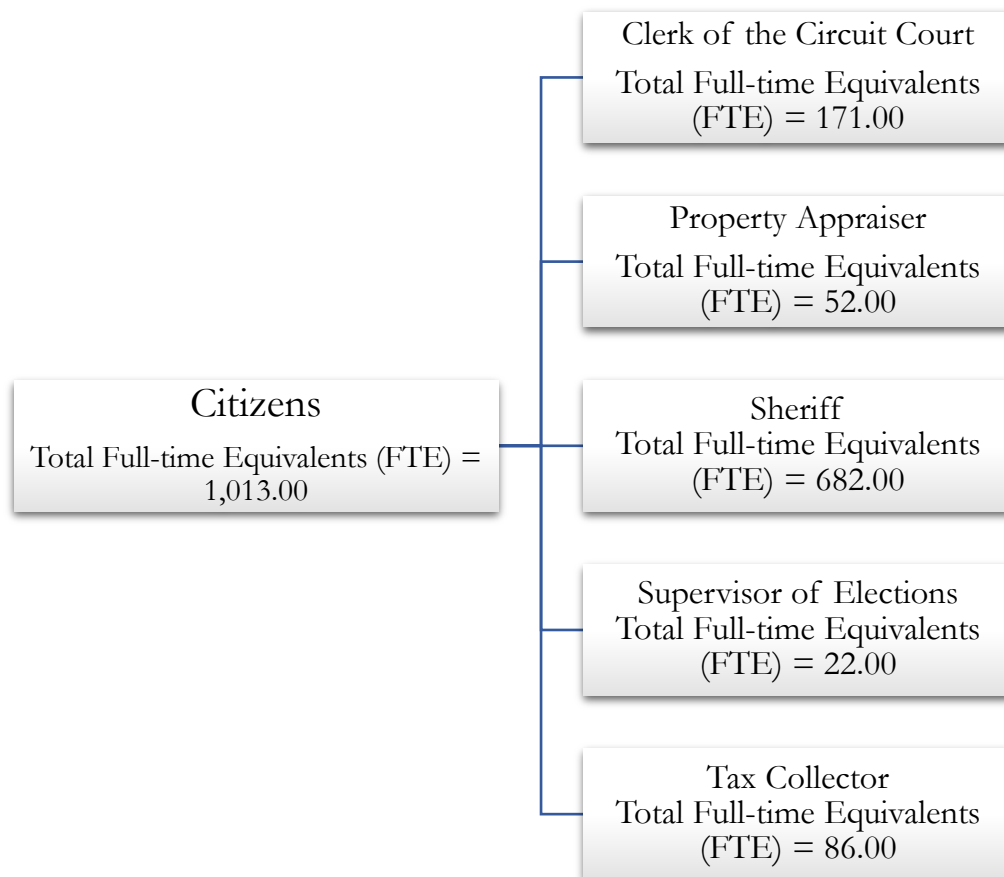 Clerk of the Circuit Court
Total Full-time Equivalents
(FTE) = 171.00
Property Appraiser
Total Full-time Equivalents
(FTE) = 52.00
Citizens
Total Full-time Equivalents (FTE) =
1,013.00
Sheriff
Total Full-time Equivalents
(FTE) = 682.00
Supervisor of Elections
Total Full-time Equivalents
(FTE) = 22.00
Tax Collector
Total Full-time Equivalents
(FTE) = 86.00